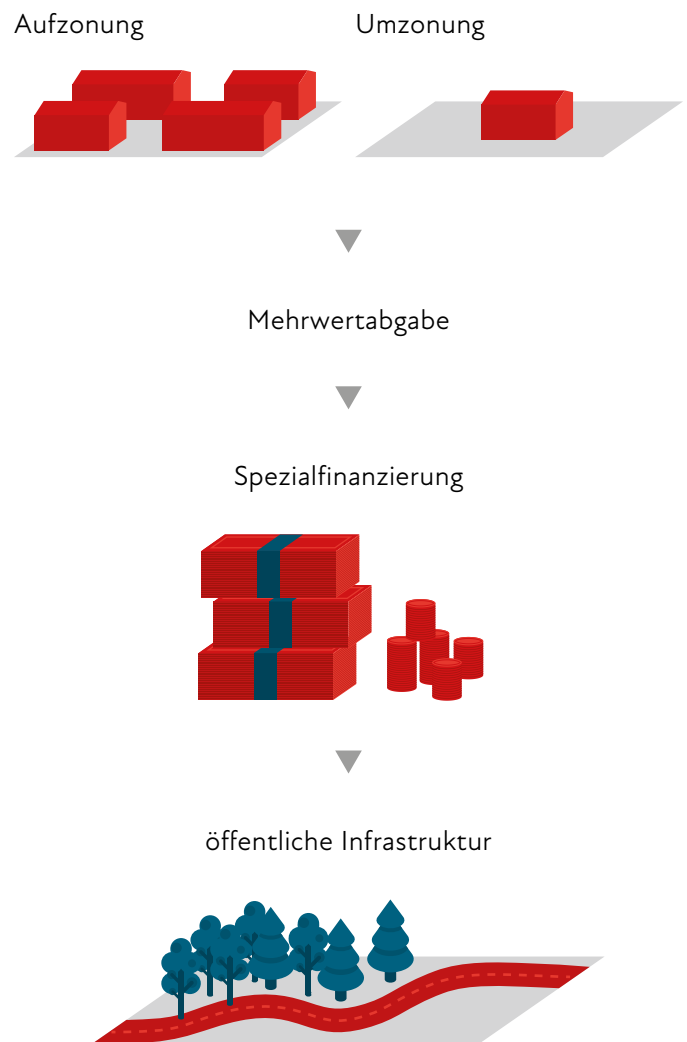 Aufzonung
Umzonung
Mehrwertabgabe
Spezialfinanzierung
öffentliche Infrastruktur